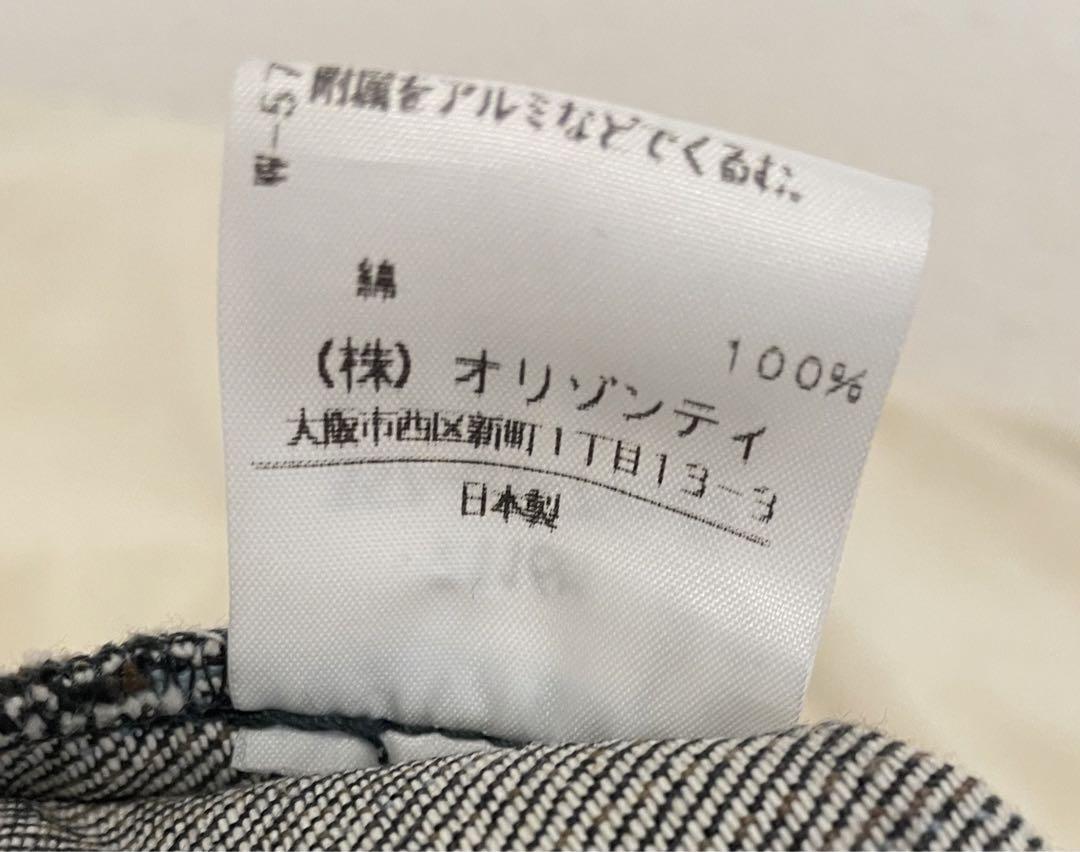 附属をアルミなどでくるむ。
綿 100%
(株)オリゾンティ
大阪市西区新町1丁目13-3
日本製